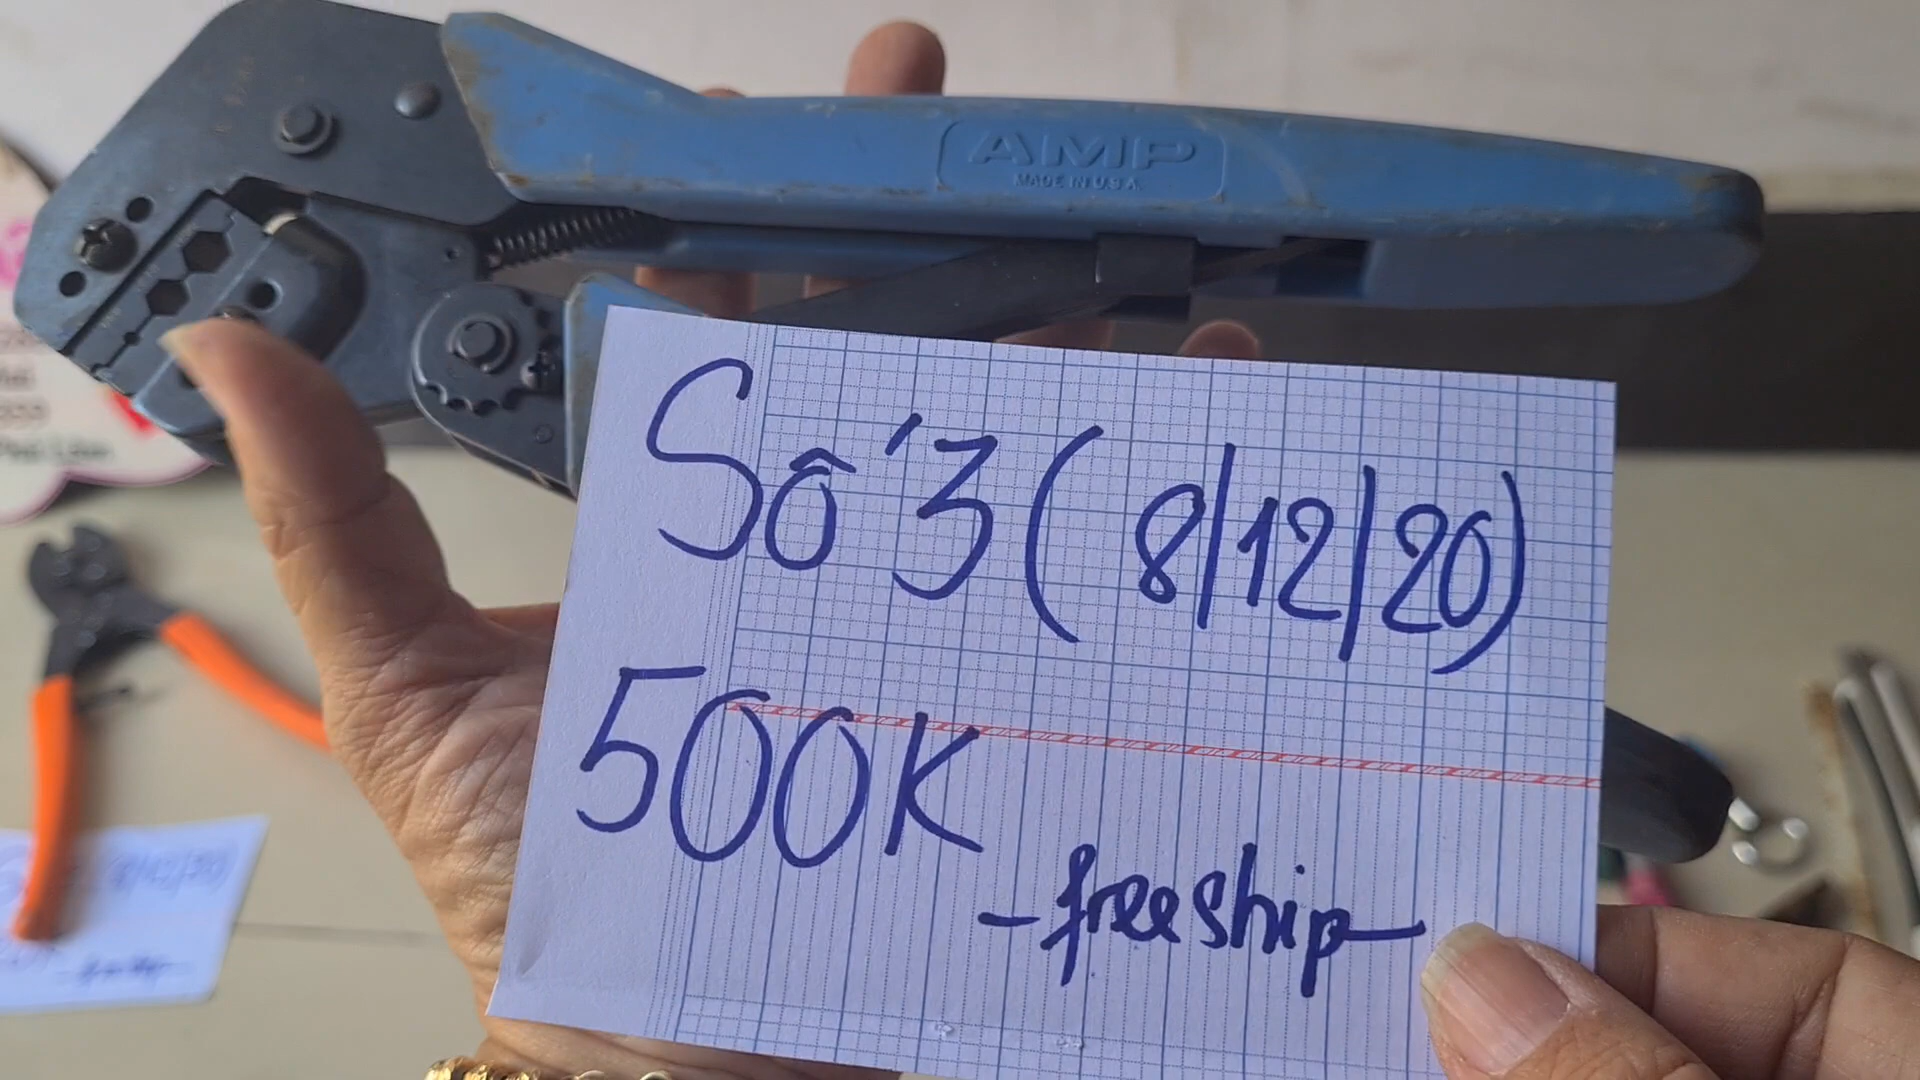 AMP
MADE IN U.S.A.
Số 3 (8/12/20)
500K
- freeship